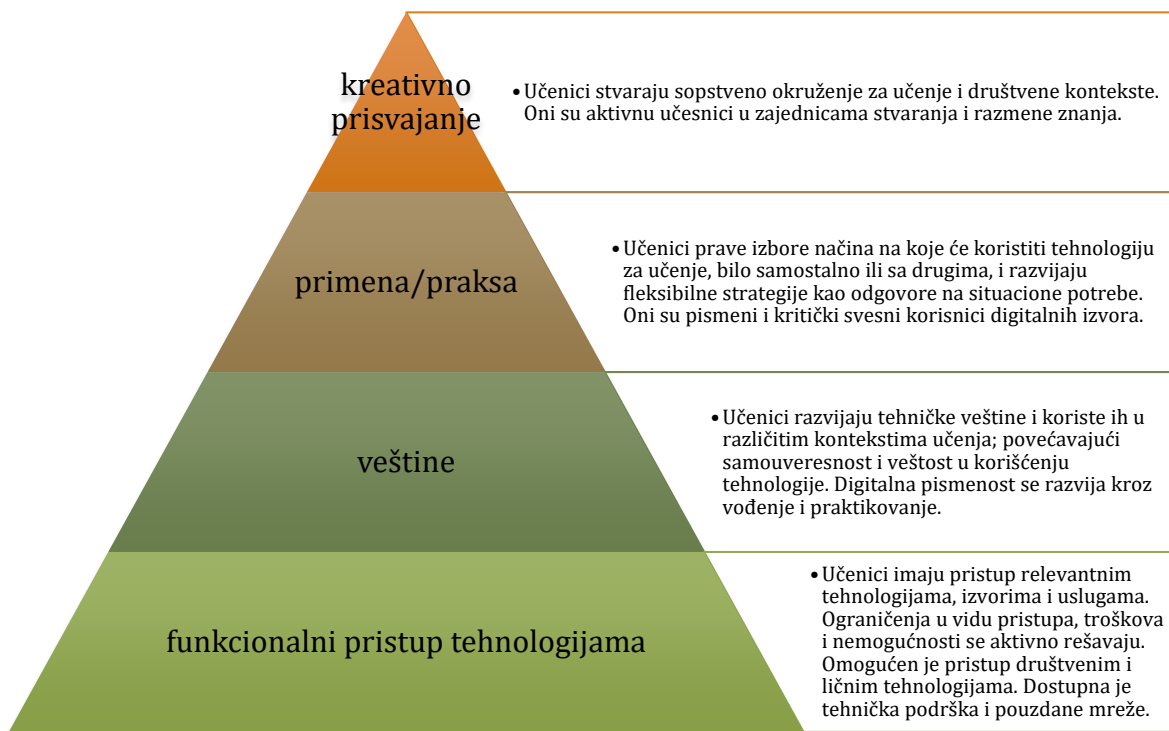 kreativno
prisvajanje
• Učenici stvaraju sopstveno okruženje za učenje i društvene kontekste.
Oni su aktivnu učesnici u zajednicama stvaranja i razmene znanja.
primena/praksa
• Učenici prave izbore načina na koje će koristiti tehnologiju
za učenje, bilo samostalno ili sa drugima, i razvijaju
fleksibilne strategije kao odgovore na situacione potrebe.
Oni su pismeni i kritički svesni korisnici digitalnih izvora.
veštine
• Učenici razvijaju tehničke veštine i koriste ih u
različitim kontekstima učenja; povećavajući
samouveresnost i veštost u korišćenju
tehnologije. Digitalna pismenost se razvija kroz
vođenje i praktikovanje.
funkcionalni pristup tehnologijama
• Učenici imaju pristup relevantnim
tehnologijama, izvorima i uslugama.
Ograničenja u vidu pristupa, troškova
i nemogućnosti se aktivno rešavaju.
Omogućen je pristup društvenim i
ličnim tehnologijama. Dostupna je
tehnička podrška i pouzdane mreže.